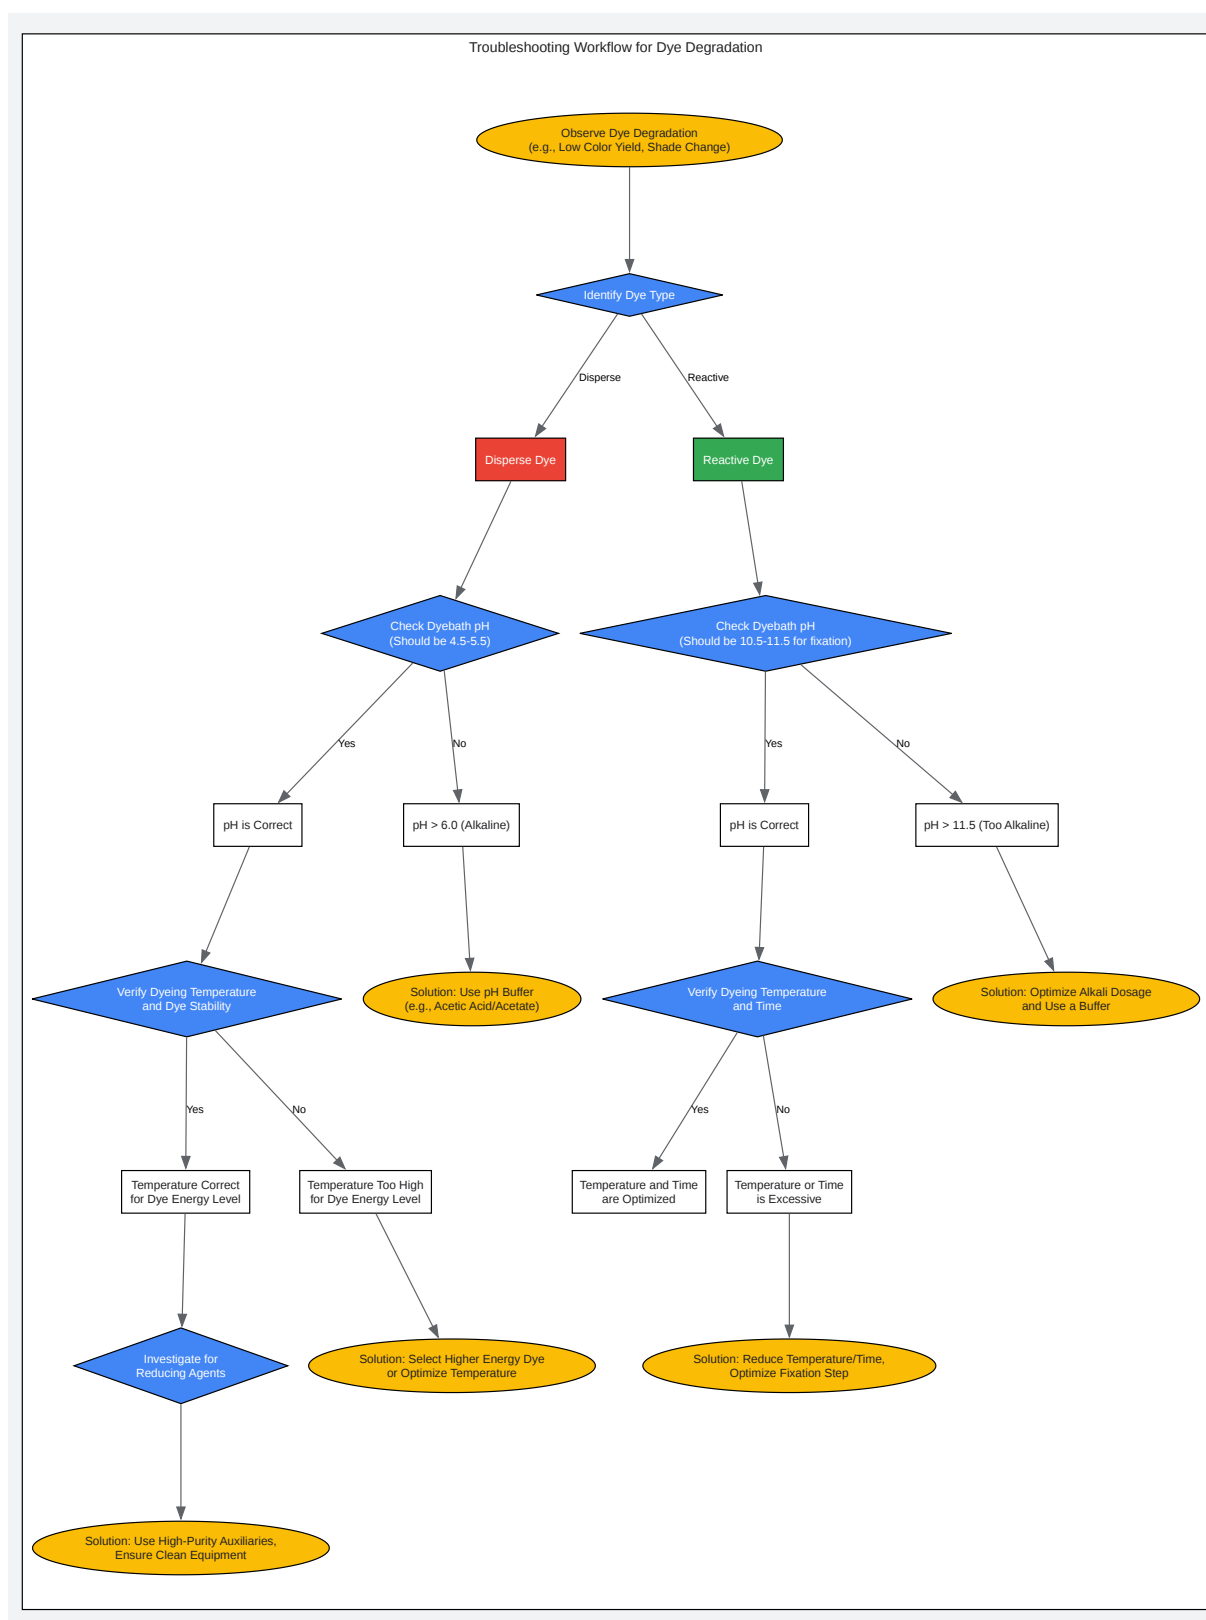 Troubleshooting Workflow for Dye Degradation
Observe Dye Degradation
(e.g., Low Color Yield, Shade Change)
Identify Dye Type
Disperse
Reactive
Disperse Dye
Reactive Dye
Check Dyebath pH
(Should be 4.5-5.5)
Check Dyebath pH
(Should be 10.5-11.5 for fixation)
Yes
No
Yes
No
pH is Correct
pH > 6.0 (Alkaline)
pH is Correct
pH > 11.5 (Too Alkaline)
Verify Dyeing Temperature
and Dye Stability
Solution: Use pH Buffer
(e.g., Acetic Acid/Acetate)
Verify Dyeing Temperature
and Time
Solution: Optimize Alkali Dosage
and Use a Buffer
Yes
No
Yes
No
Temperature Correct
for Dye Energy Level
Temperature Too High
for Dye Energy Level
Temperature and Time
are Optimized
Temperature or Time
is Excessive
Investigate for
Reducing Agents
Solution: Select Higher Energy Dye
or Optimize Temperature
Solution: Reduce Temperature/Time,
Optimize Fixation Step
Solution: Use High-Purity Auxiliaries,
Ensure Clean Equipment